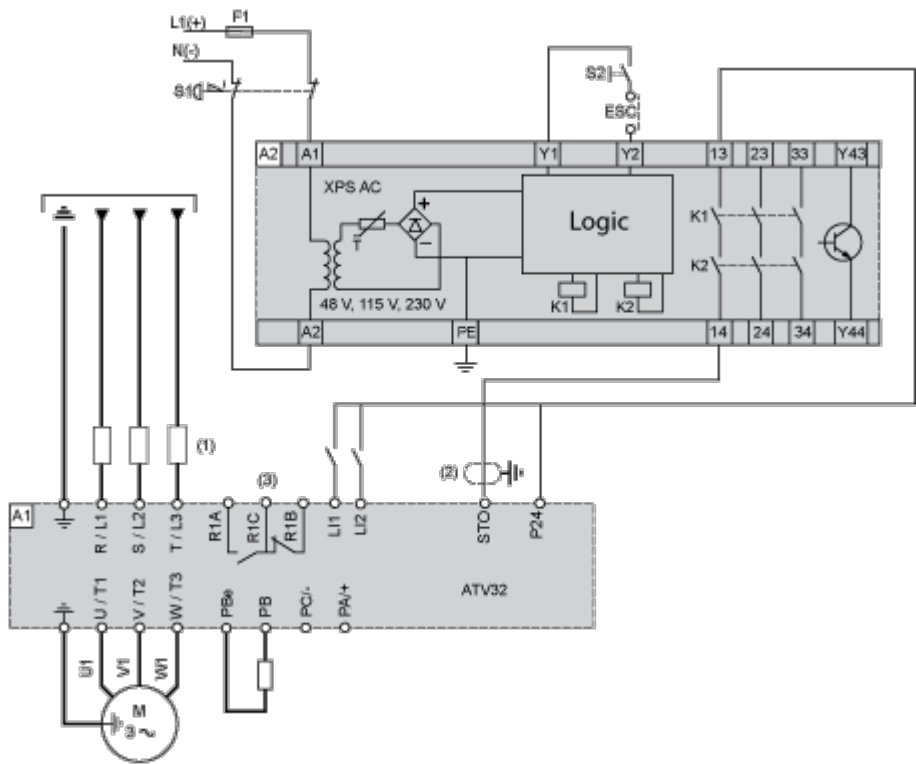 L1(+) F1
N(-)
S1
S2
ESC
A2 A1 Y1 Y2 13 23 33 Y43
XPS AC
+
T
−
Logic
K1
K2
48 V, 115 V, 230 V
K1 K2
A2 PE 14 24 34 Y44
(1)
(2)
(3)
A1
R / L1
S / L2
T / L3
R1A
R1C
R1B
LI1
LI2
STO
P24
ATV32
U / T1
V / T2
W / T3
PBe
PB
PC/-
PA/+
U1
V1
W1
M
3 ~